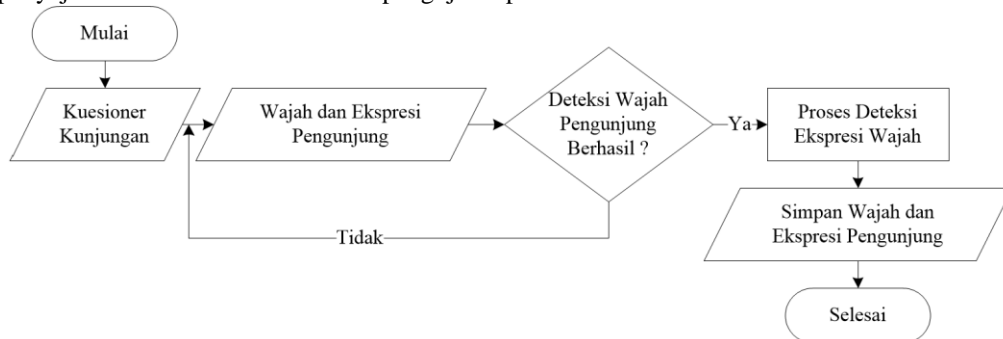 Mulai
Kuesioner
Kunjungan
Wajah dan Ekspresi
Pengunjung
Deteksi Wajah
Pengunjung
Berhasil ?
Ya
Proses Deteksi
Ekspresi Wajah
Tidak
Simpan Wajah dan
Ekspresi Pengunjung
Selesai